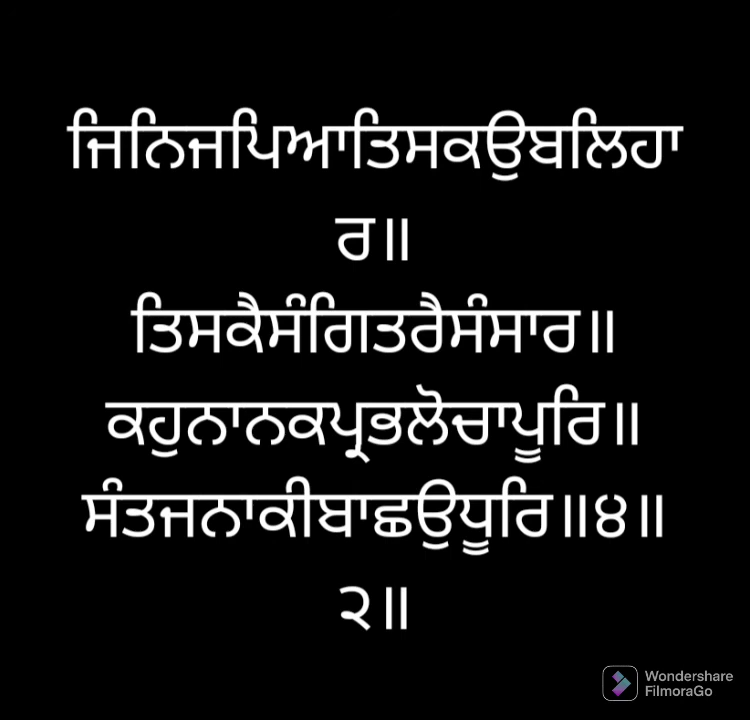 ਜਿਨਿਜਪਿਆਤਿਸਕਉਬਲਿਹਾ
ਰ॥
ਤਿਸਕੈਸੰਗਿਤਰੈਸੰਸਾਰ॥
ਕਹੁਨਾਨਕਪ੍ਰਭਲੋਚਾਪੂਰਿ॥
ਸੰਤਜਨਾਕੀਬਾਛਉਧੂਰਿ॥੪॥
੨॥
Wondershare
FilmoraGo